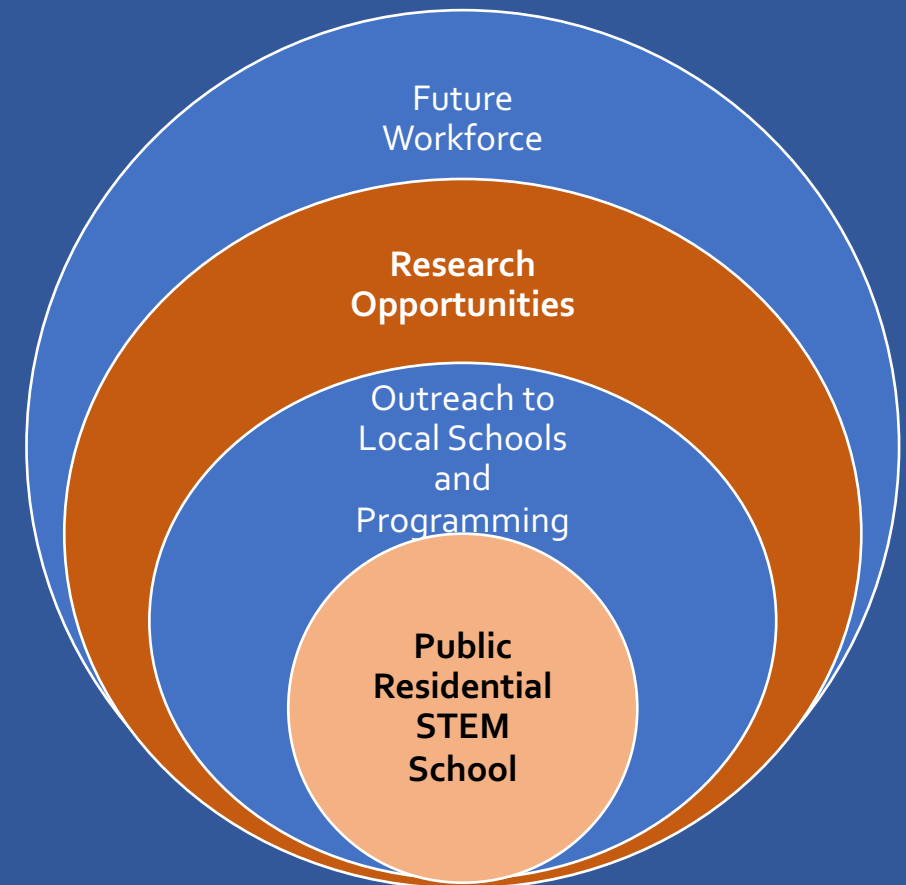 Future
Workforce
Research
Opportunities
Outreach to
Local Schools
and
Programming
Public
Residential
STEM
School